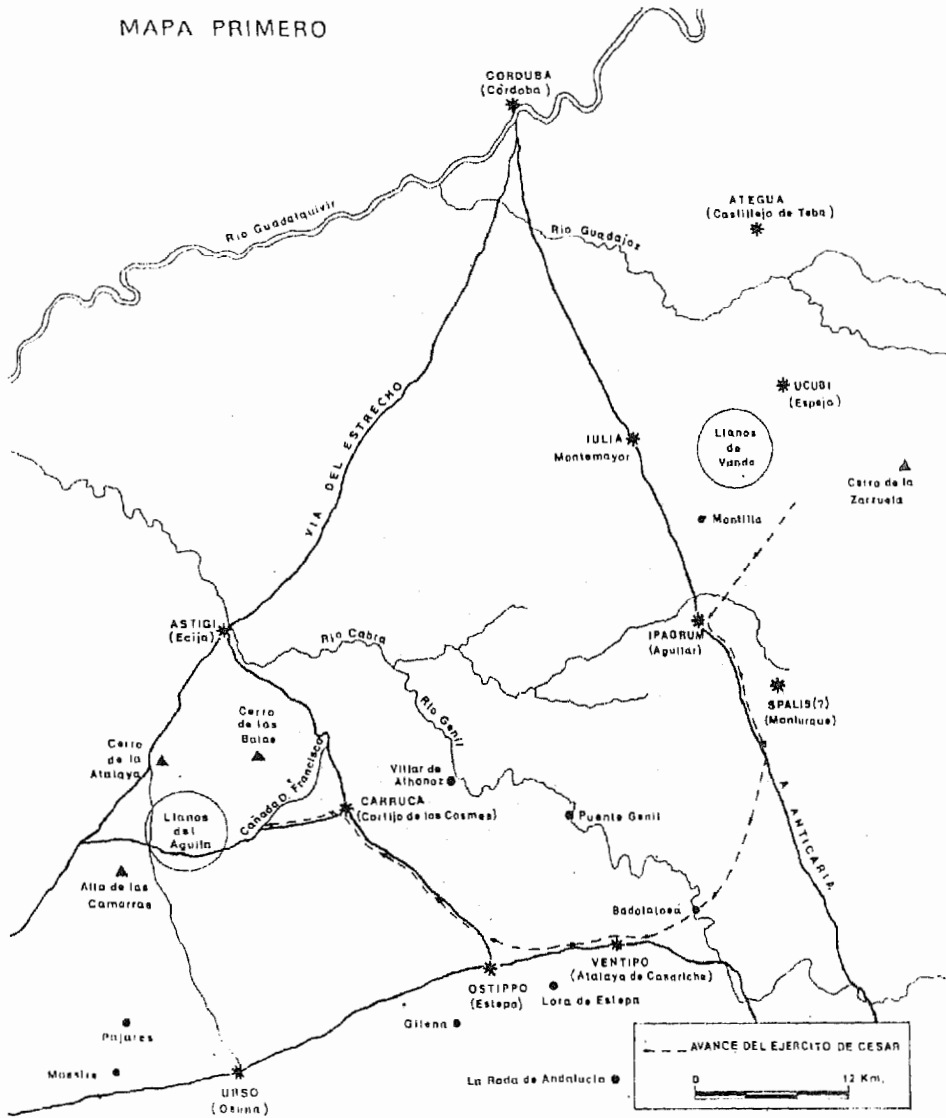 MAPA PRIMERO
CORDUBA
(Córdoba)
Rio Guadalquivir
ATEGUA
(Castillejo de Teba)
Rio Guadajoz
VIA DEL ESTRECHO
UCUBI
(Espeja)
IULIA
Montemayor
Llanos
de
Vanda
Cerro de la
Zarruela
Montilla
ASTIGI
(Ecija)
Rio Cabra
IPAGRUM
(Aguilar)
SPALIS(?)
(Monturque)
Rio Genil
Cerro
de las
Balas
Cerro
de la
Atalaya
Cañada D. Francisco
Villar de
Alhonoz
CARRUCA
(Cortijo de los Cosmes)
Puente Genil
A ANTICARIA
Llanos
del
Aguila
Alto de las
Camorras
Badolatosa
VENTIPO
(Atalaya de Casariche)
OSTIPPO
(Estepa)
Lora de Estepa
Pajares
Gilena
AVANCE DEL EJERCITO DE CESAR
0 12 Km.
URSO
(Osuna)
La Roda de Andalucía